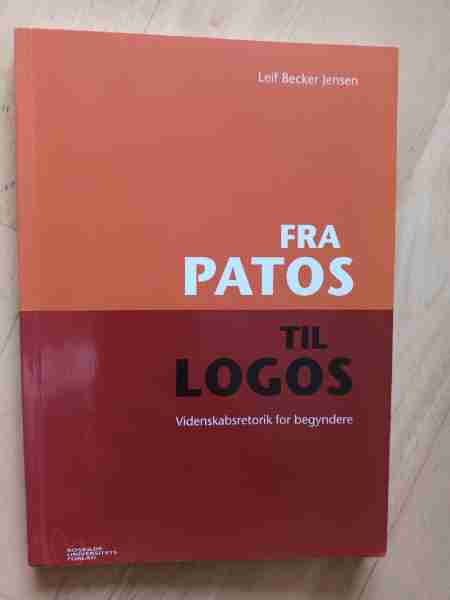 Leif Becker Jensen
FRA
PATOS
TIL
LOGOS
Videnskabsretorik for begyndere
ROSKILDE
UNIVERSITETS
FORLAG